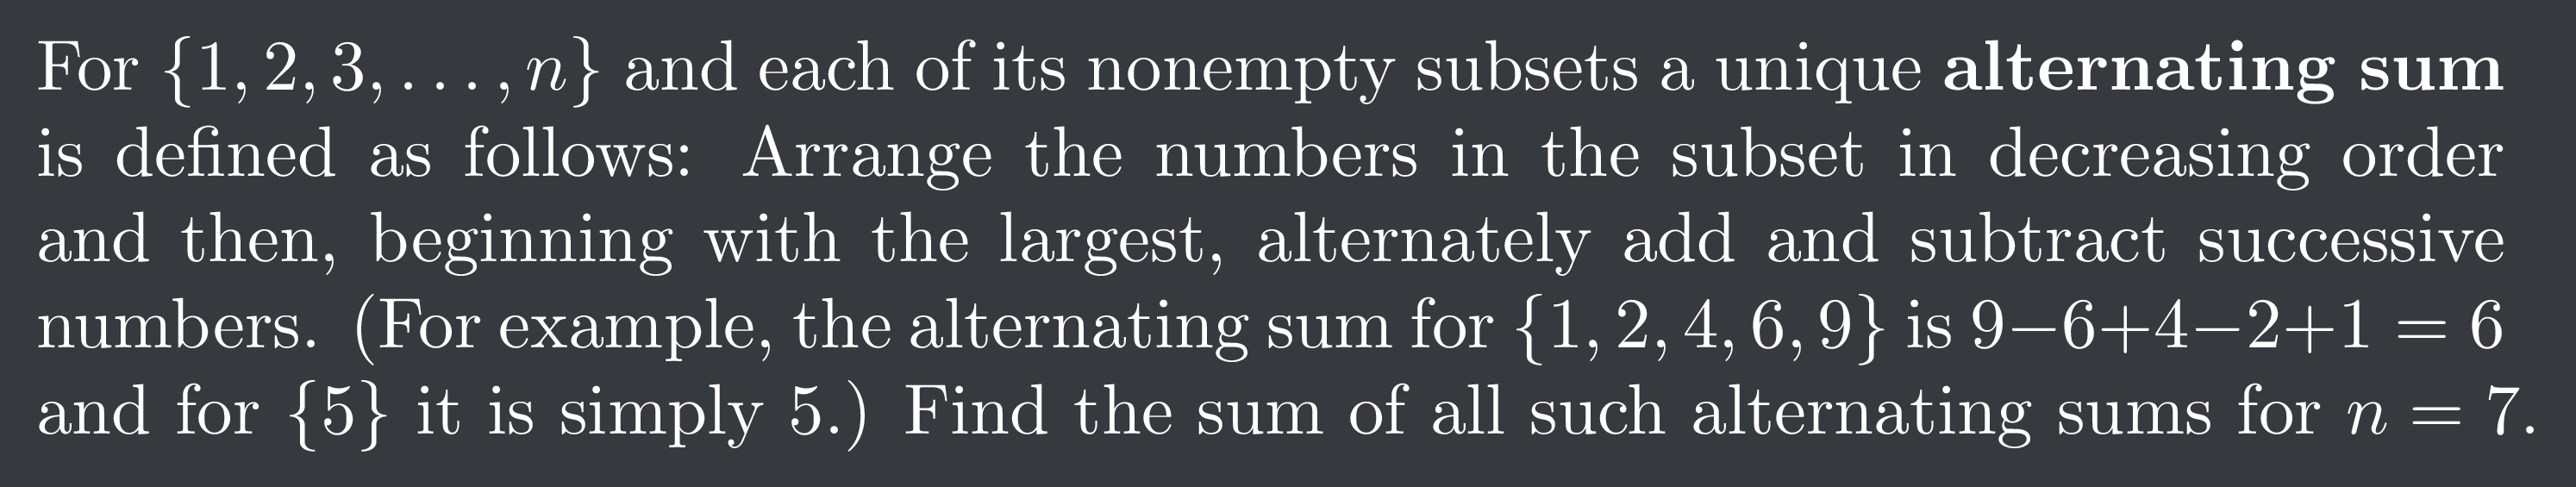 For {1, 2, 3, . . . , n} and each of its nonempty subsets a unique alternating sum
is defined as follows: Arrange the numbers in the subset in decreasing order
and then, beginning with the largest, alternately add and subtract successive
numbers. (For example, the alternating sum for {1, 2, 4, 6, 9} is 9−6+4−2+1 = 6
and for {5} it is simply 5.) Find the sum of all such alternating sums for n = 7.